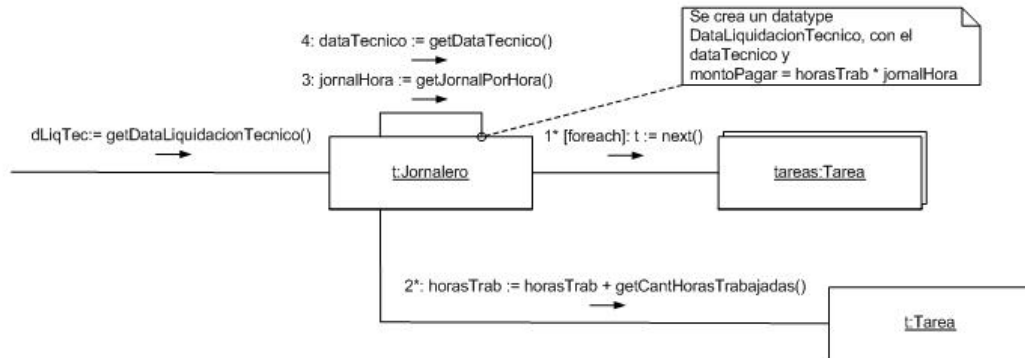 4: dataTecnico := getDataTecnico()
3: jornalHora := getJornalPorHora()
Se crea un datatype
DataLiquidacionTecnico, con el
dataTecnico y
montoPagar = horasTrab * jornalHora
dLiqTec:= getDataLiquidacionTecnico()
1* [foreach]: t := next()
t:Jornalero
tareas:Tarea
2*: horasTrab := horasTrab + getCantHorasTrabajadas()
t:Tarea